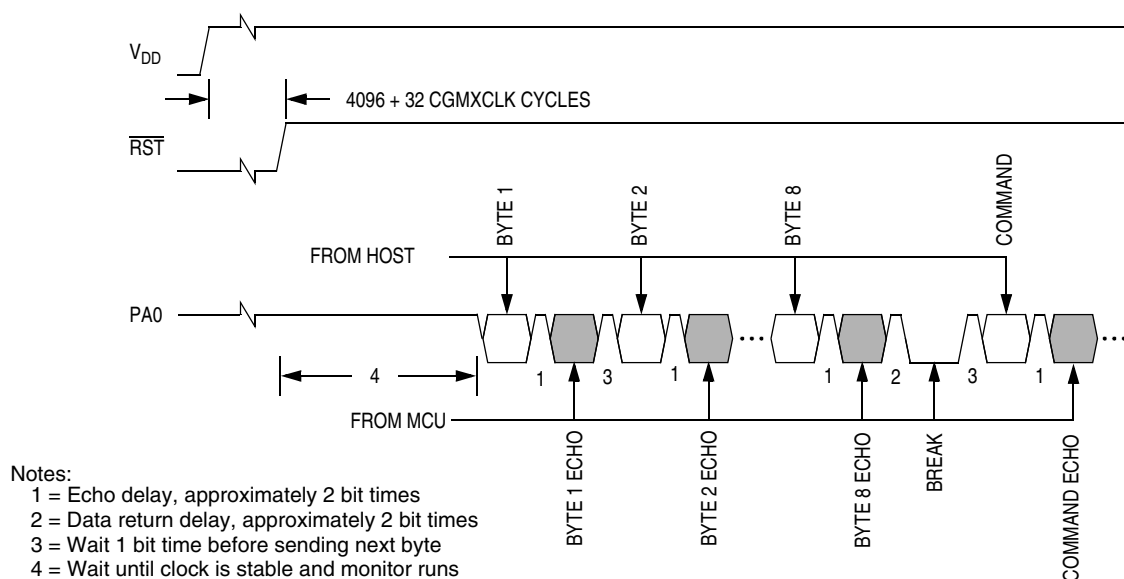 VDD
4096 + 32 CGMXCLK CYCLES
RST
BYTE 1
BYTE 2
BYTE 8
COMMAND
FROM HOST
PA0
4
1
3
1
1
2
3
1
FROM MCU
BYTE 1 ECHO
BYTE 2 ECHO
BYTE 8 ECHO
BREAK
COMMAND ECHO
Notes:
1 = Echo delay, approximately 2 bit times
2 = Data return delay, approximately 2 bit times
3 = Wait 1 bit time before sending next byte
4 = Wait until clock is stable and monitor runs